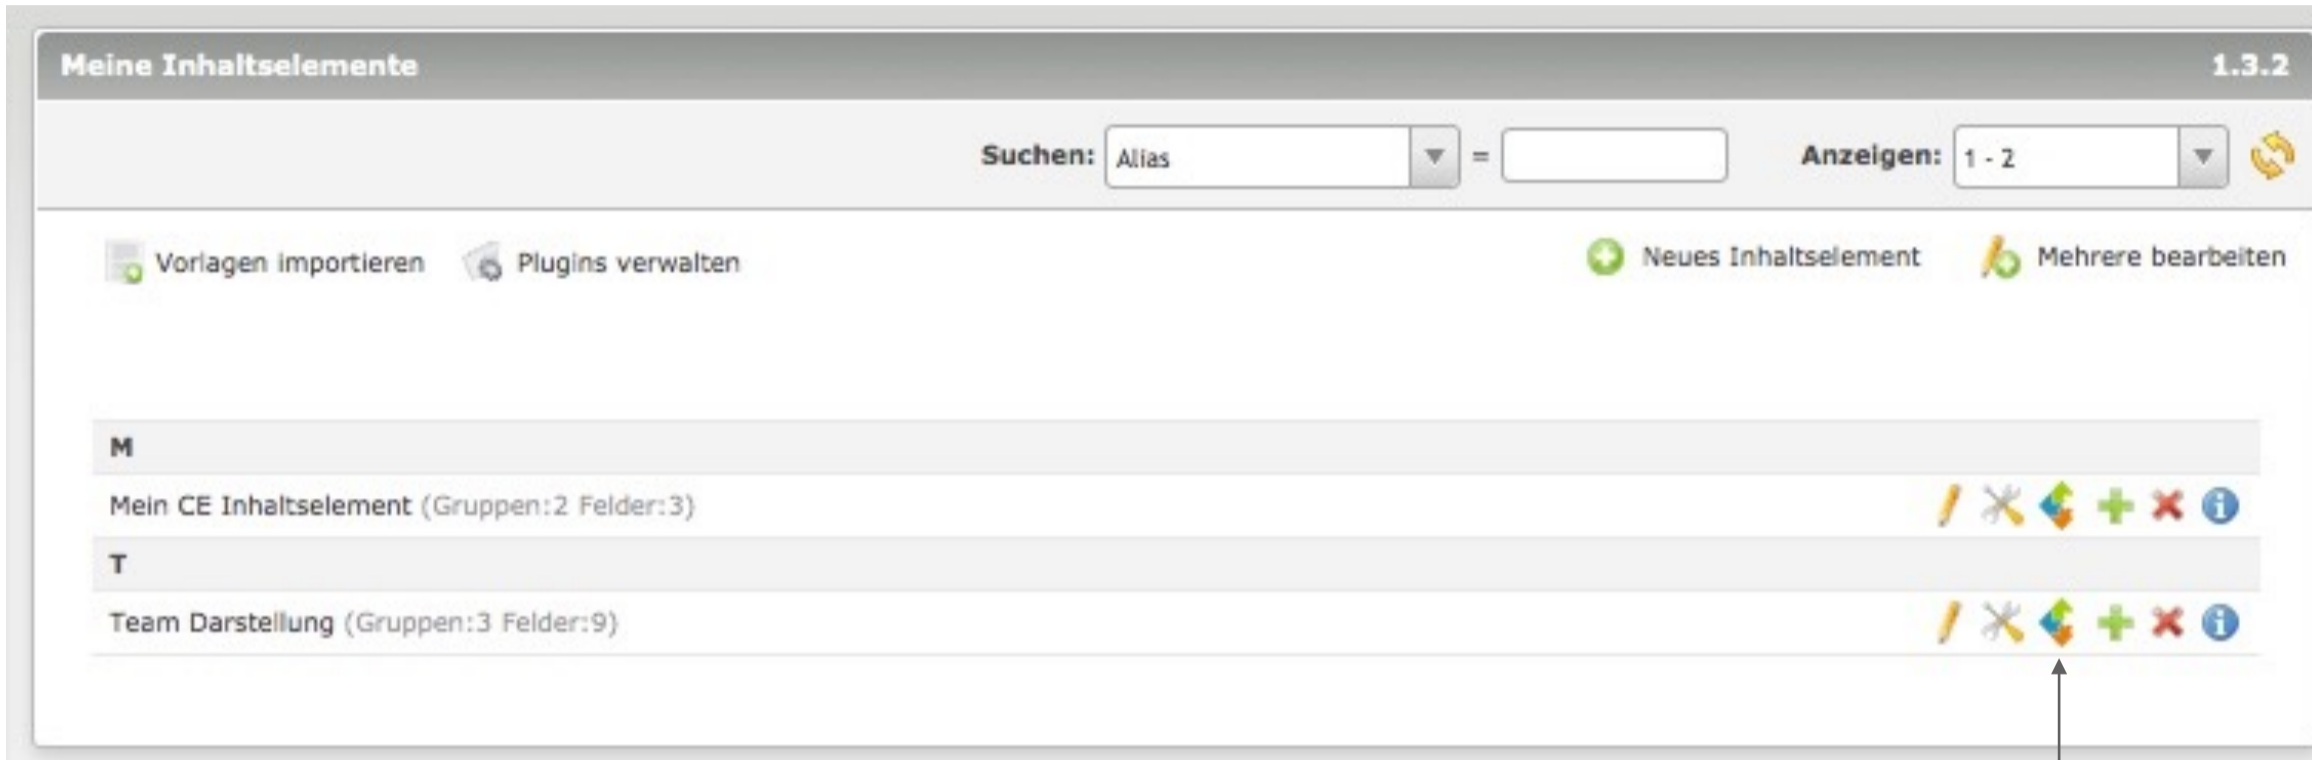 Meine Inhaltselemente 1.3.2
Suchen: Alias = Anzeigen: 1 - 2
Vorlagen importieren Plugins verwalten Neues Inhaltselement Mehrere bearbeiten
M
Mein CE Inhaltselement (Gruppen:2 Felder:3)
T
Team Darstellung (Gruppen:3 Felder:9)